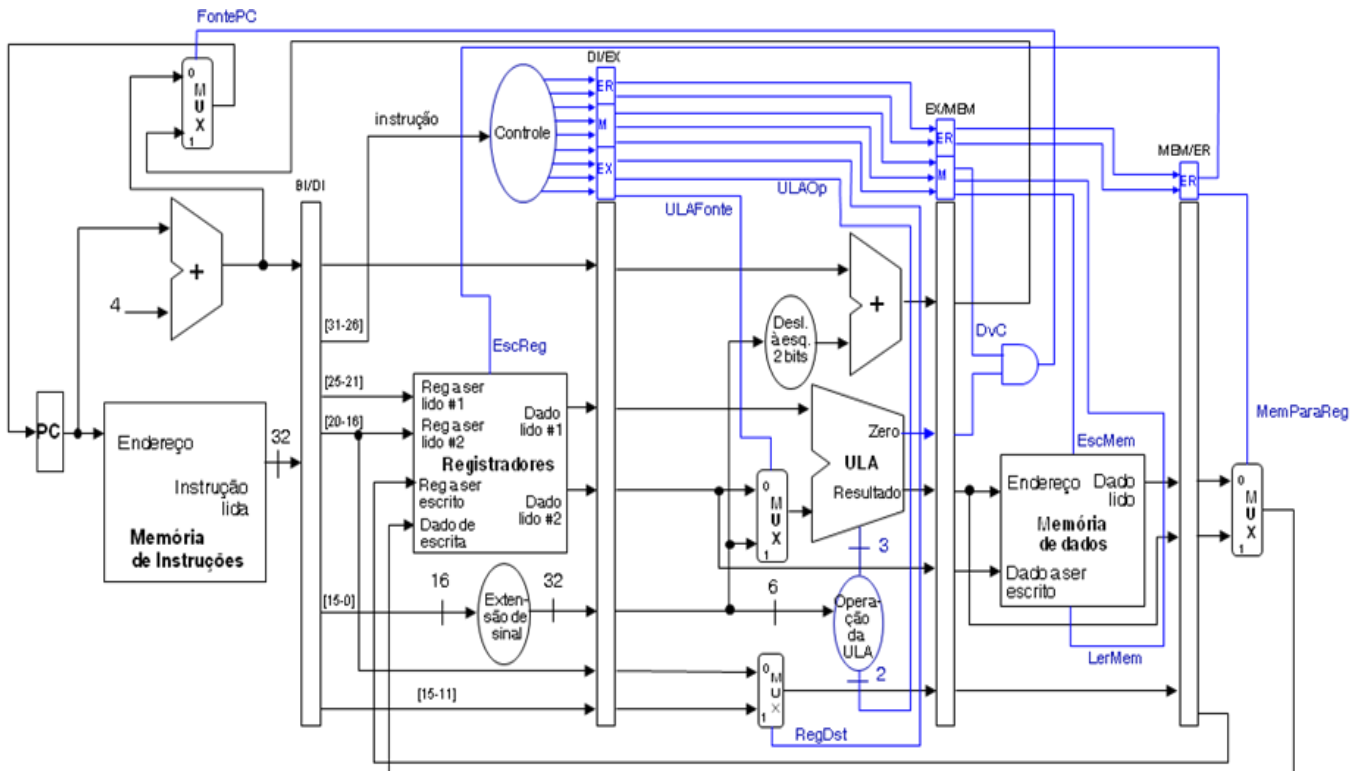 FontePC
0
M
U
X
1
DI/EX
ER
M
EX
Controle
instrução
EX/MEM
ER
M
MEM/ER
ER
BI/DI
ULAFonte
ULAOp
+
4
[31-26]
EscReg
+
Desl.
à esq.
2 bits
DvC
[25-21]
[20-16]
PC
Endereço
32
Instrução
lida
Memória
de Instruções
Reg a ser
lido #1
Reg a ser
lido #2
Dado
lido #1
Registradores
Reg a ser
escrito
Dado
lido #2
Dado de
escrita
Zero
ULA
Resultado
0
M
U
X
1
3
MemParaReg
EscMem
Endereço
Dado
lido
Memória
de dados
Dado a ser
escrito
0
M
U
X
1
[15-0]
16
Exten-
são de
sinal
32
6
Opera-
ção
da
ULA
LerMem
2
[15-11]
0
M
U
X
1
RegDst